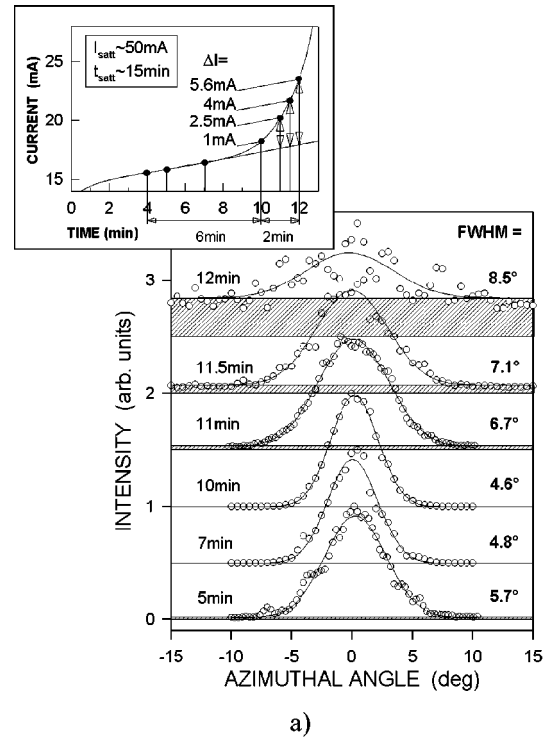 I_satt~50mA
t_satt~15min
ΔI=
5.6mA
4mA
2.5mA
1mA
CURRENT (mA)
25
20
15
0 2 4 6 8 10 12
TIME (min)
6min
2min
FWHM =
12min 8.5°
11.5min 7.1°
11min 6.7°
10min 4.6°
7min 4.8°
5min 5.7°
INTENSITY (arb. units)
3
2
1
0
-15 -10 -5 0 5 10 15
AZIMUTHAL ANGLE (deg)
a)